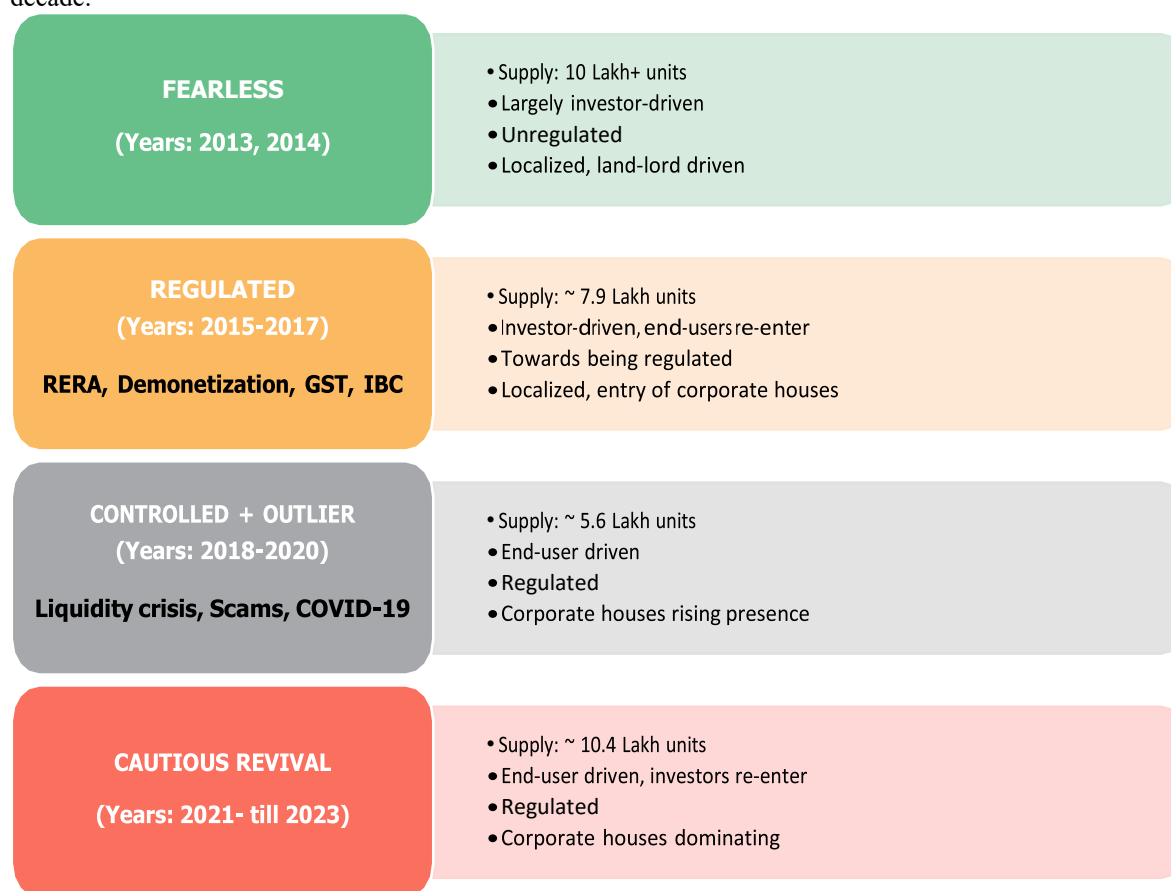 decade.
FEARLESS
(Years: 2013, 2014)
• Supply: 10 Lakh+ units
• Largely investor-driven
• Unregulated
• Localized, land-lord driven
REGULATED
(Years: 2015-2017)
RERA, Demonetization, GST, IBC
• Supply: ~ 7.9 Lakh units
• Investor-driven, end-users re-enter
• Towards being regulated
• Localized, entry of corporate houses
CONTROLLED + OUTLIER
(Years: 2018-2020)
Liquidity crisis, Scams, COVID-19
• Supply: ~ 5.6 Lakh units
• End-user driven
• Regulated
• Corporate houses rising presence
CAUTIOUS REVIVAL
(Years: 2021- till 2023)
• Supply: ~ 10.4 Lakh units
• End-user driven, investors re-enter
• Regulated
• Corporate houses dominating